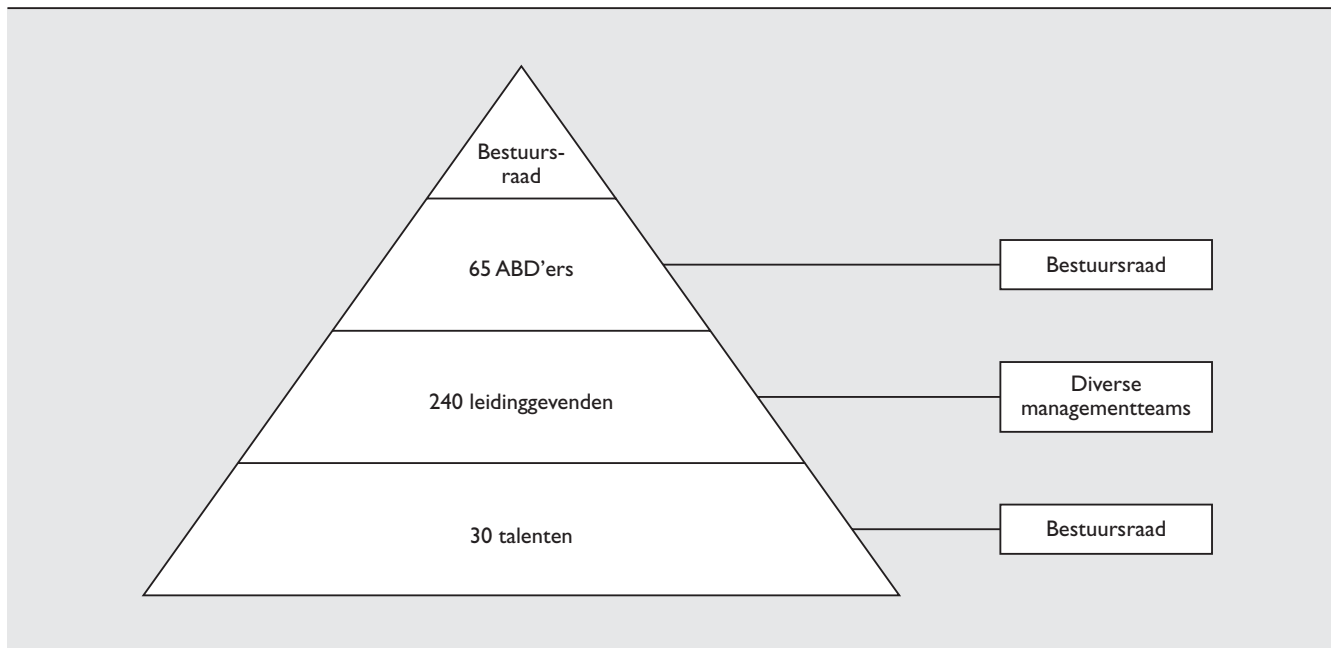 Bestuurs-
raad
65 ABD'ers
Bestuursraad
240 leidinggevenden
Diverse
managementteams
30 talenten
Bestuursraad